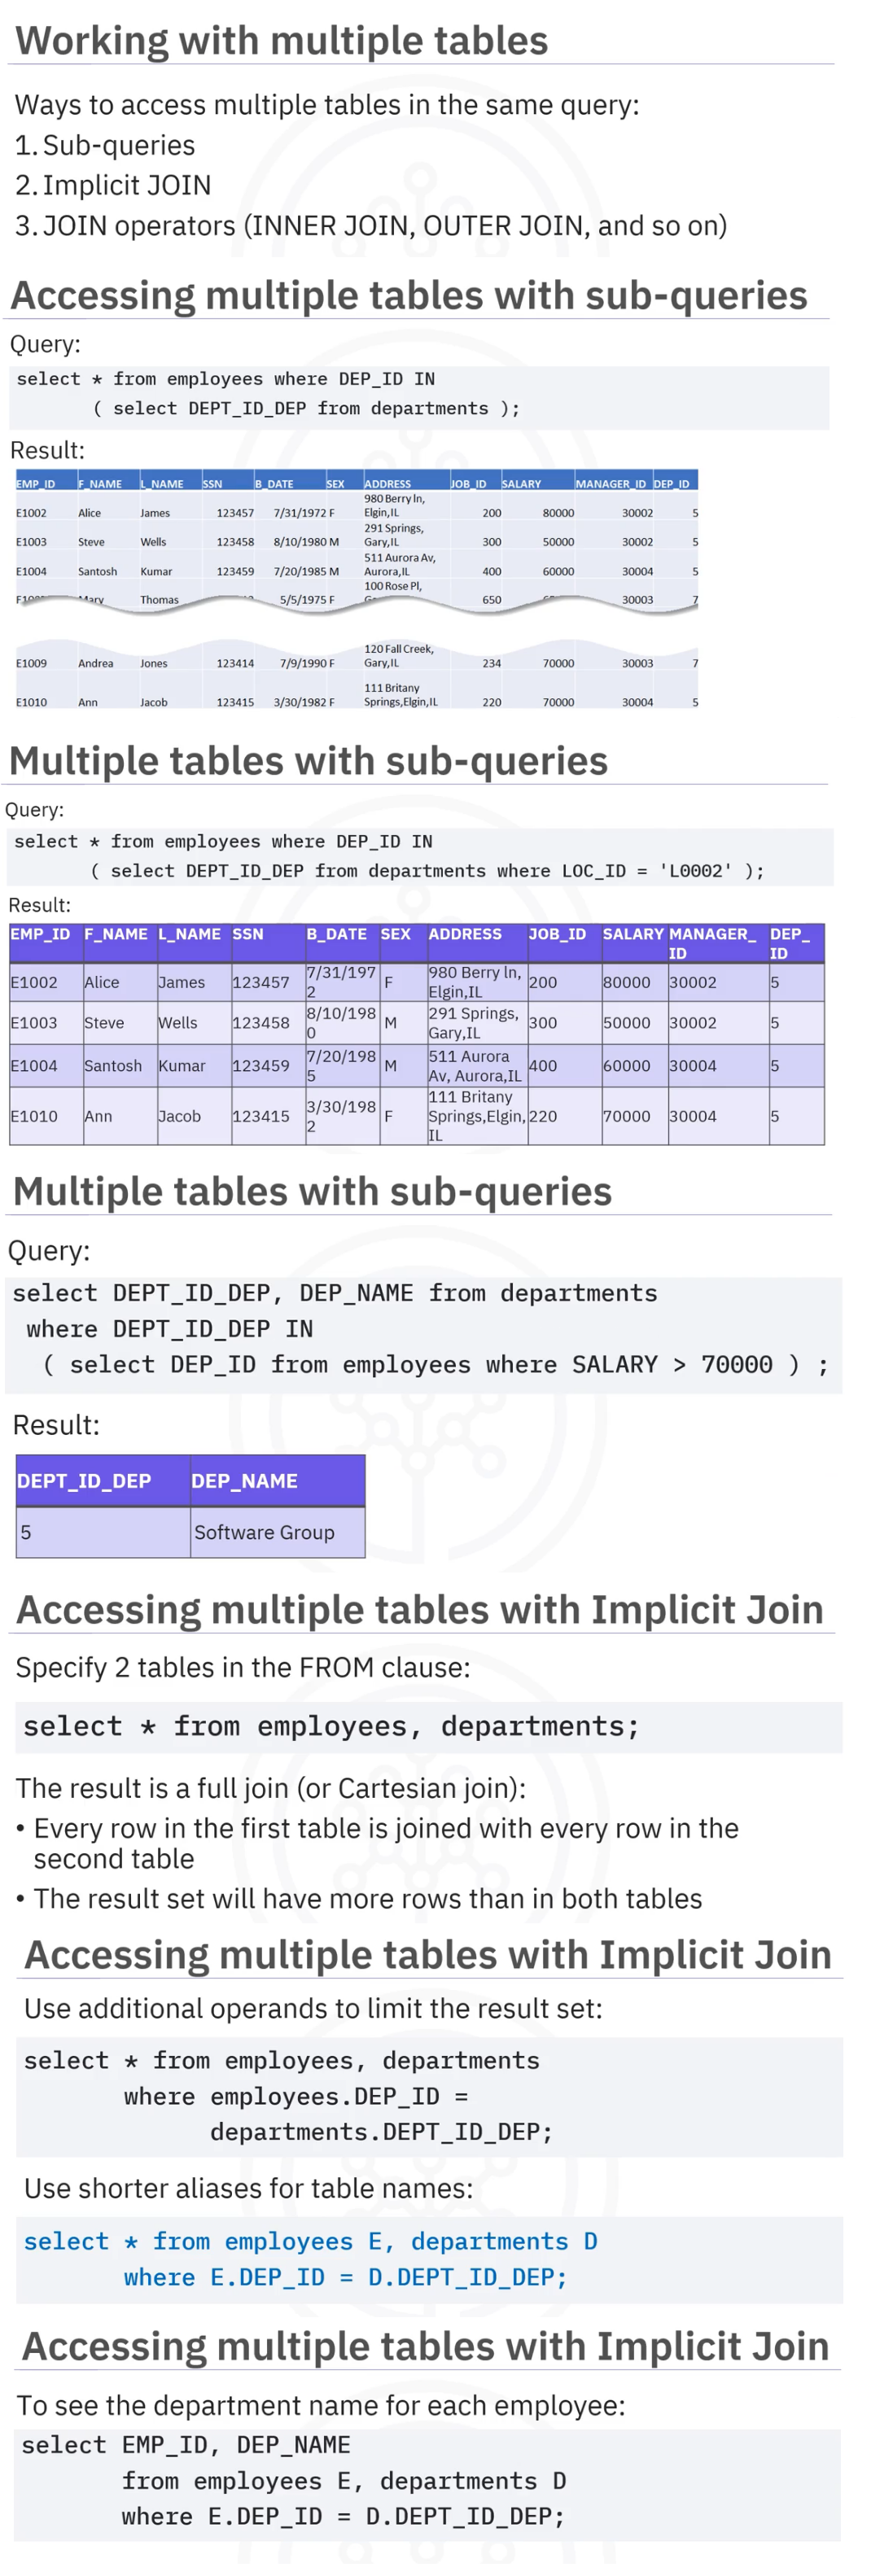 Working with multiple tables
Ways to access multiple tables in the same query:
1. Sub-queries
2. Implicit JOIN
3. JOIN operators (INNER JOIN, OUTER JOIN, and so on)
Accessing multiple tables with sub-queries
Query:
select * from employees where DEP_ID IN
( select DEPT_ID_DEP from departments );
Result:
EMP_ID F_NAME L_NAME SSN B_DATE SEX ADDRESS JOB_ID SALARY MANAGER_ID DEP_ID
E1002 Alice James 123457 7/31/1972 F 980 Berry ln, Elgin,IL 200 80000 30002 5
E1003 Steve Wells 123458 8/10/1980 M 291 Springs, Gary,IL 300 50000 30002 5
E1004 Santosh Kumar 123459 7/20/1985 M 511 Aurora Av, Aurora,IL 400 60000 30004 5
Mary Thomas 5/5/1975 F 100 Rose Pl, 650 30003 7
E1009 Andrea Jones 123414 7/9/1990 F 120 Fall Creek, Gary,IL 234 70000 30003 7
E1010 Ann Jacob 123415 3/30/1982 F 111 Britany Springs,Elgin,IL 220 70000 30004 5
Multiple tables with sub-queries
Query:
select * from employees where DEP_ID IN
( select DEPT_ID_DEP from departments where LOC_ID = 'L0002' );
Result:
EMP_ID F_NAME L_NAME SSN B_DATE SEX ADDRESS JOB_ID SALARY MANAGER_ID DEP_ID
E1002 Alice James 123457 7/31/1972 F 980 Berry ln, Elgin,IL 200 80000 30002 5
E1003 Steve Wells 123458 8/10/1980 M 291 Springs, Gary,IL 300 50000 30002 5
E1004 Santosh Kumar 123459 7/20/1985 M 511 Aurora Av, Aurora,IL 400 60000 30004 5
E1010 Ann Jacob 123415 3/30/1982 F 111 Britany Springs,Elgin,IL 220 70000 30004 5
Multiple tables with sub-queries
Query:
select DEPT_ID_DEP, DEP_NAME from departments
where DEPT_ID_DEP IN
( select DEP_ID from employees where SALARY > 70000 ) ;
Result:
DEPT_ID_DEP DEP_NAME
5 Software Group
Accessing multiple tables with Implicit Join
Specify 2 tables in the FROM clause:
select * from employees, departments;
The result is a full join (or Cartesian join):
• Every row in the first table is joined with every row in the
second table
• The result set will have more rows than in both tables
Accessing multiple tables with Implicit Join
Use additional operands to limit the result set:
select * from employees, departments
where employees.DEP_ID =
departments.DEPT_ID_DEP;
Use shorter aliases for table names:
select * from employees E, departments D
where E.DEP_ID = D.DEPT_ID_DEP;
Accessing multiple tables with Implicit Join
To see the department name for each employee:
select EMP_ID, DEP_NAME
from employees E, departments D
where E.DEP_ID = D.DEPT_ID_DEP;